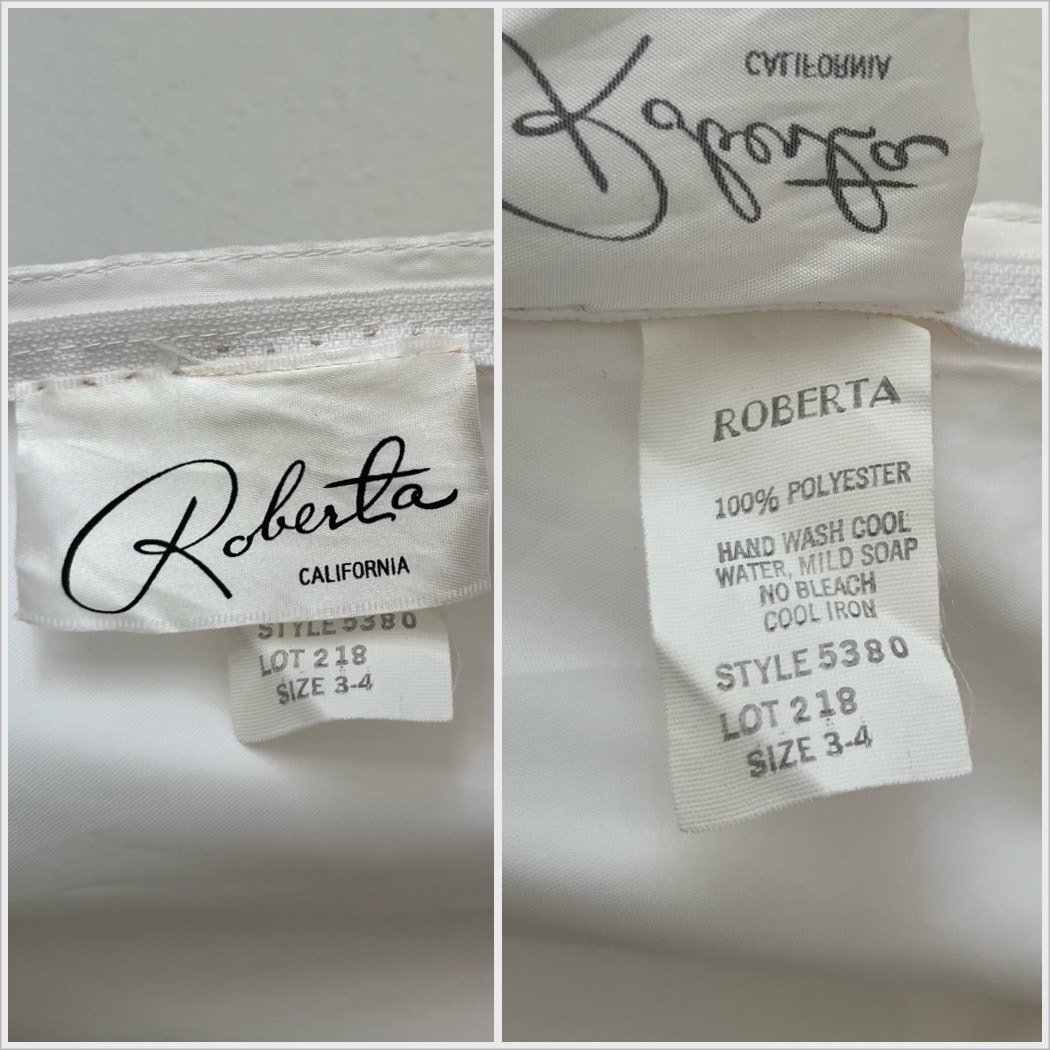 Roberta
CALIFORNIA
STYLE 5380
LOT 218
SIZE 3-4
CALIFORNIA
Roberta
ROBERTA
100% POLYESTER
HAND WASH COOL
WATER, MILD SOAP
NO BLEACH
COOL IRON
STYLE 5380
LOT 218
SIZE 3-4